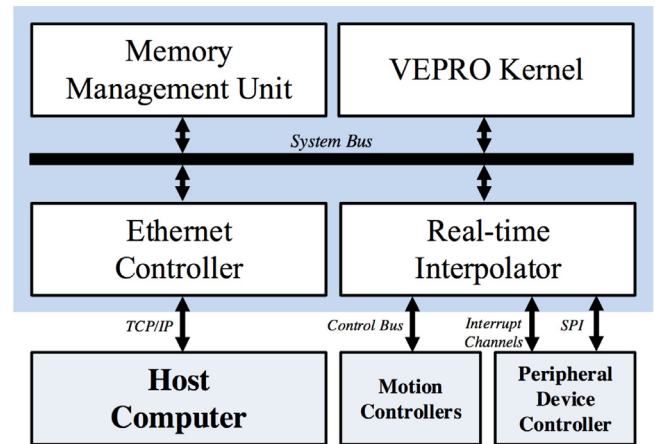 Memory
Management Unit
VEPRO Kernel
System Bus
Ethernet
Controller
Real-time
Interpolator
TCP/IP
Control Bus
Interrupt
Channels
SPI
Host
Computer
Motion
Controllers
Peripheral
Device
Controller